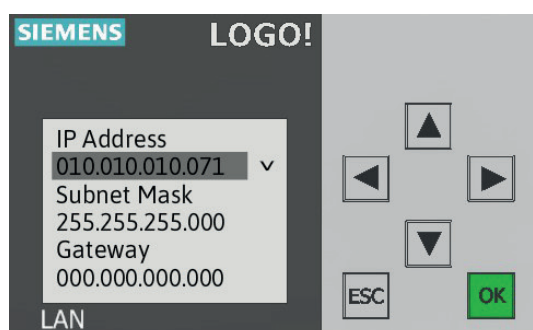 SIEMENS LOGO!
IP Address
010.010.010.071
Subnet Mask
255.255.255.000
Gateway
000.000.000.000
LAN
ESC OK